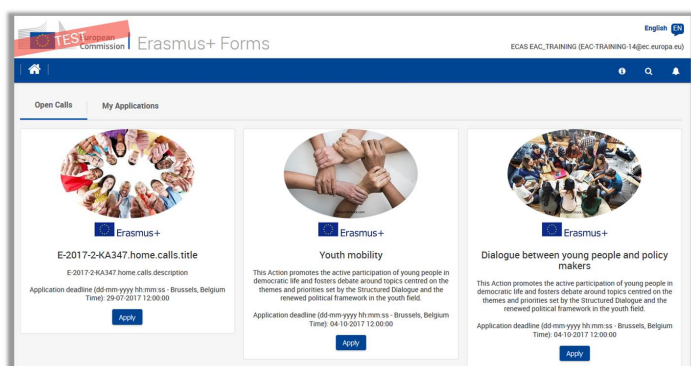 English EN
TEST
European
Commission
Erasmus+ Forms
ECAS EAC_TRAINING (EAC-TRAINING-14@ec.europa.eu)
Open Calls
My Applications
Erasmus+
E-2017-2-KA347.home.calls.title
E-2017-2-KA347.home.calls.description
Application deadline (dd-mm-yyyy hh:mm:ss - Brussels, Belgium
Time): 29-07-2017 12:00:00
Apply
Erasmus+
Youth mobility
This Action promotes the active participation of young people in
democratic life and fosters debate around topics centred on the
themes and priorities set by the Structured Dialogue and the
renewed political framework in the youth field.
Application deadline (dd-mm-yyyy hh:mm:ss - Brussels, Belgium
Time): 04-10-2017 12:00:00
Apply
Erasmus+
Dialogue between young people and policy
makers
This Action promotes the active participation of young people in
democratic life and fosters debate around topics centred on the
themes and priorities set by the Structured Dialogue and the
renewed political framework in the youth field.
Application deadline (dd-mm-yyyy hh:mm:ss - Brussels, Belgium
Time): 04-10-2017 12:00:00
Apply